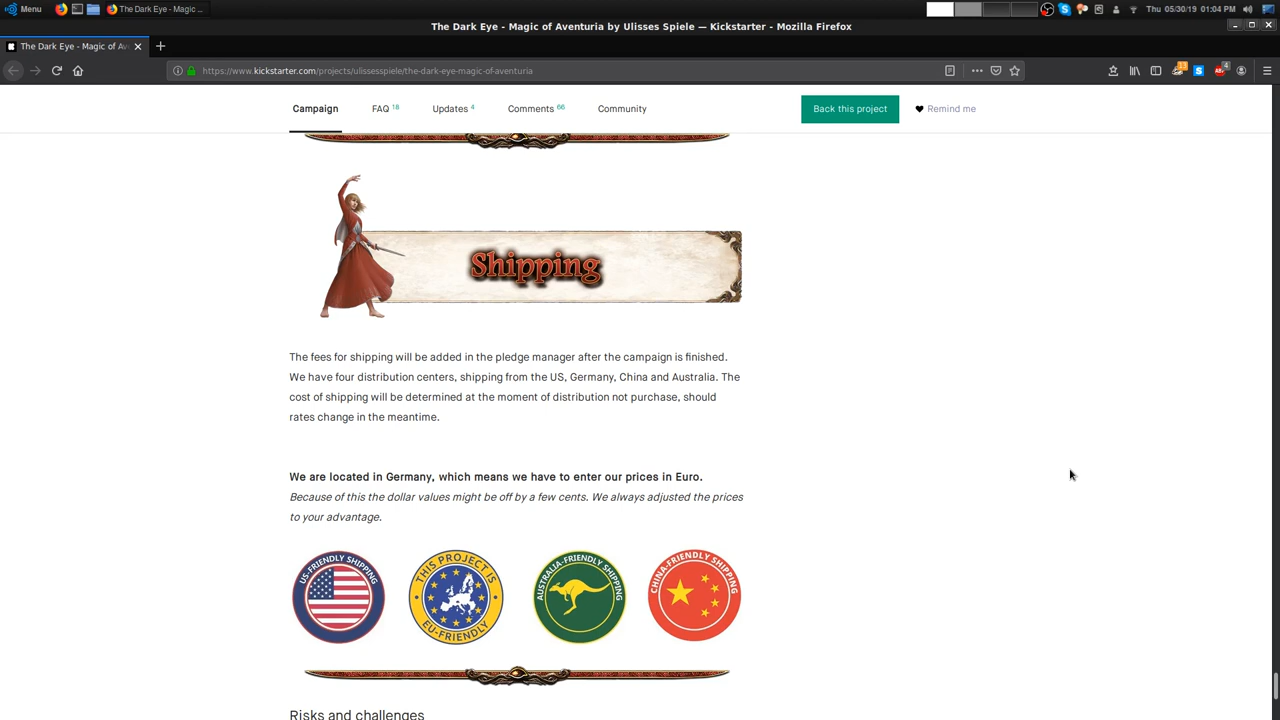 Menu
The Dark Eye - Magic ...
Thu 05/30/19 01:04 PM
The Dark Eye - Magic of Aventuria by Ulisses Spiele — Kickstarter - Mozilla Firefox
The Dark Eye - Magic of Av
https://www.kickstarter.com/projects/ulissesspiele/the-dark-eye-magic-of-aventuria
13
4
Campaign
FAQ 18
Updates 4
Comments 66
Community
Back this project
Remind me
Shipping
The fees for shipping will be added in the pledge manager after the campaign is finished.
We have four distribution centers, shipping from the US, Germany, China and Australia. The
cost of shipping will be determined at the moment of distribution not purchase, should
rates change in the meantime.
We are located in Germany, which means we have to enter our prices in Euro.
Because of this the dollar values might be off by a few cents. We always adjusted the prices
to your advantage.
US-FRIENDLY SHIPPING
THIS PROJECT IS
EU-FRIENDLY
AUSTRALIA-FRIENDLY SHIPPING
CHINA-FRIENDLY SHIPPING
Risks and challenges